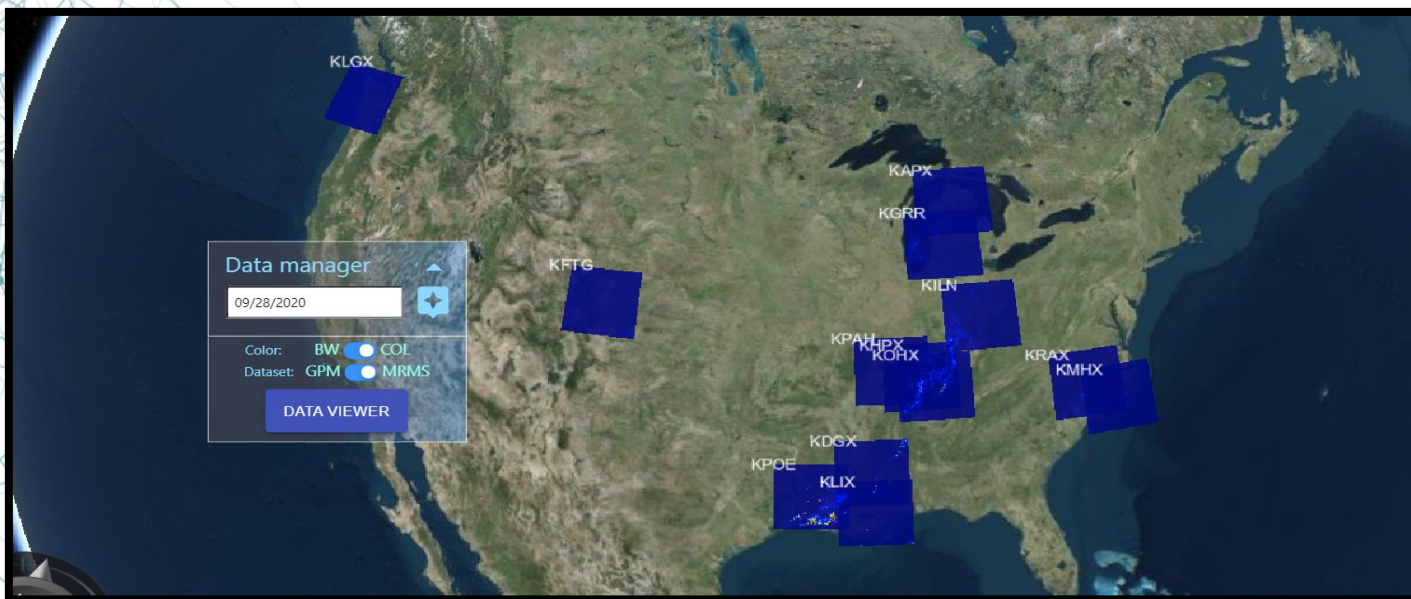 KLGX
KAPX
KGRR
Data manager
KFTG
09/28/2020
KILN
KPAH
KHPX
KOHX
Color: BW COL
KRAX
KMHX
Dataset: GPM MRMS
DATA VIEWER
KDGX
KPOE
KLIX